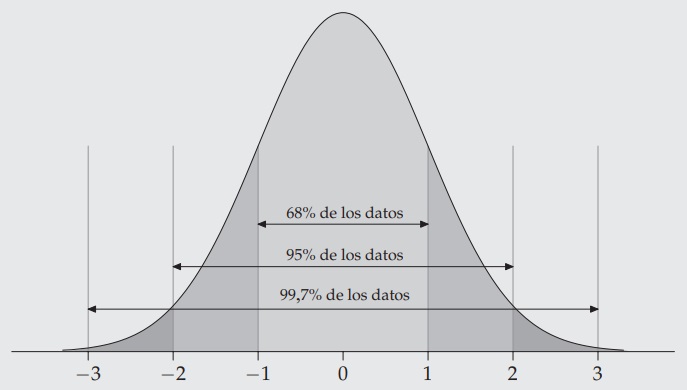 68% de los datos
95% de los datos
99,7% de los datos
−3 −2 −1 0 1 2 3